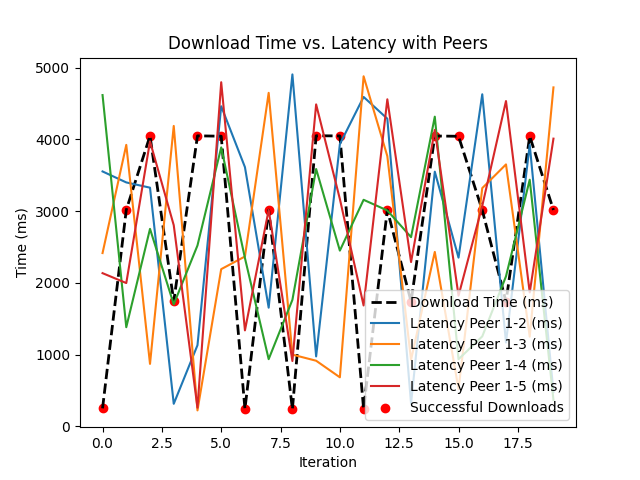 Download Time vs. Latency with Peers
Time (ms)
5000
4000
3000
2000
1000
0
Download Time (ms)
Latency Peer 1-2 (ms)
Latency Peer 1-3 (ms)
Latency Peer 1-4 (ms)
Latency Peer 1-5 (ms)
Successful Downloads
0.0 2.5 5.0 7.5 10.0 12.5 15.0 17.5
Iteration